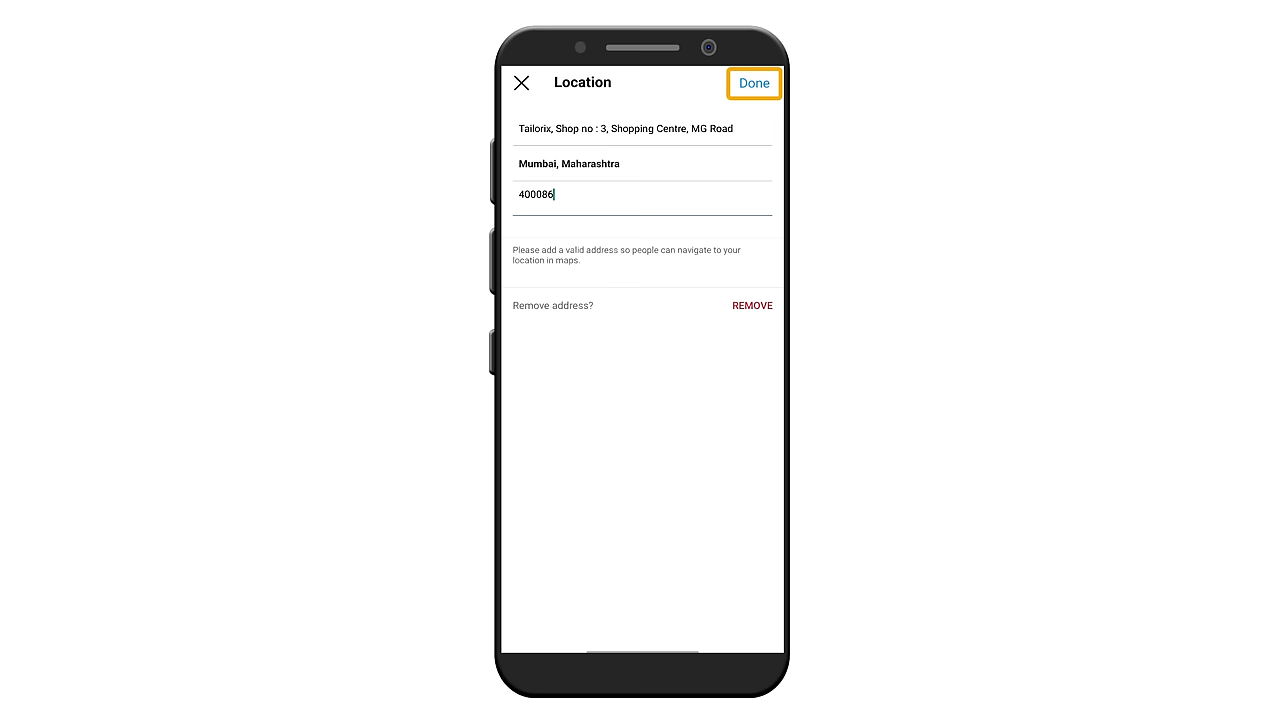 Location
Done
Tailorix, Shop no : 3, Shopping Centre, MG Road
Mumbai, Maharashtra
400086
Please add a valid address so people can navigate to your
location in maps.
Remove address?
REMOVE